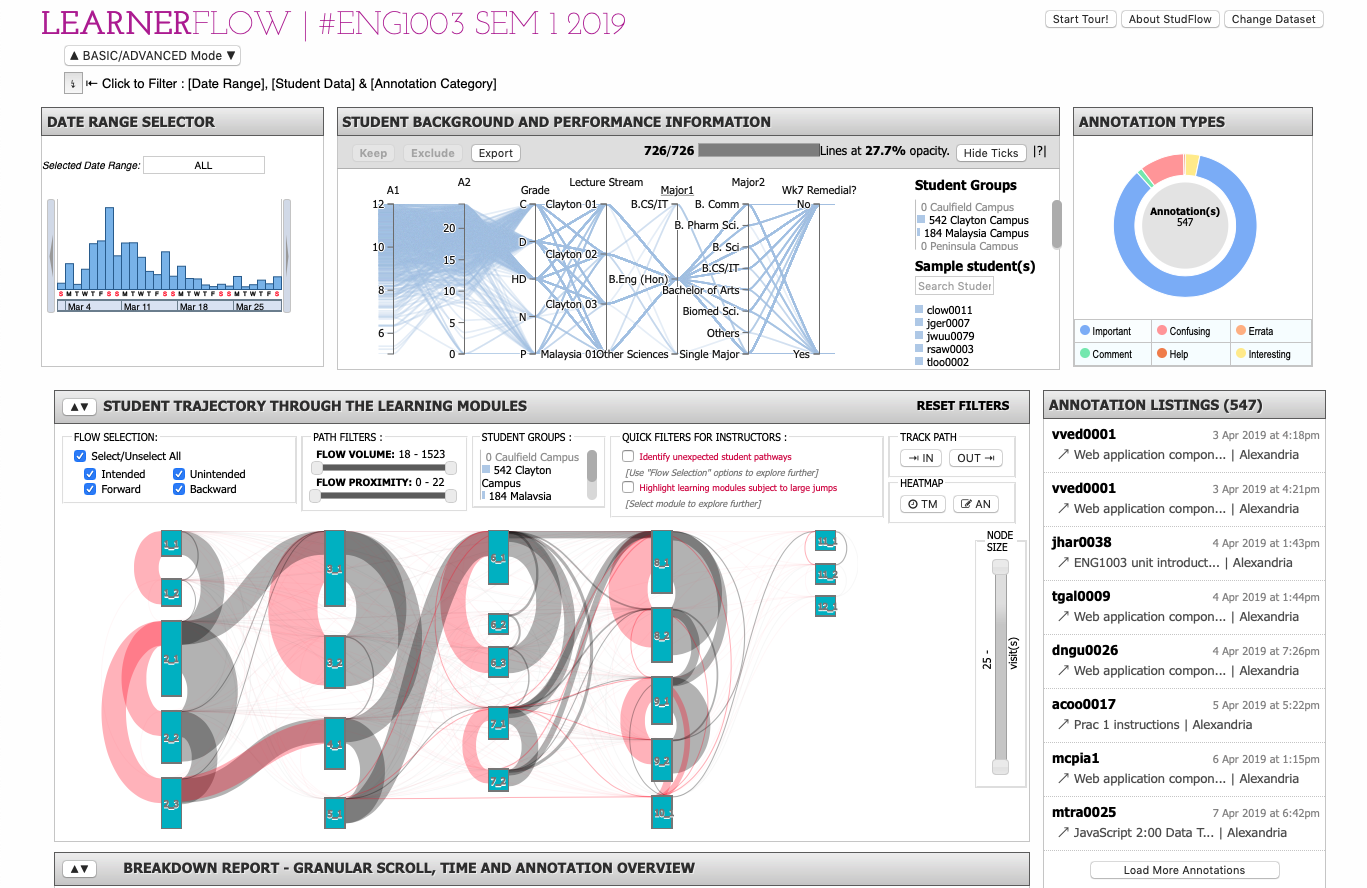 LEARNERFLOW | #ENG1003 SEM 1 2019
Start Tour! About StudFlow Change Dataset
▲ BASIC/ADVANCED Mode ▼
Click to Filter : [Date Range], [Student Data] & [Annotation Category]
DATE RANGE SELECTOR
Selected Date Range: ALL
S M T W T F S S M T W T F S S M T W T F S S M T W T F S
Mar 4 Mar 11 Mar 18 Mar 25
STUDENT BACKGROUND AND PERFORMANCE INFORMATION
Keep Exclude Export 726/726 Lines at 27.7% opacity. Hide Ticks |?|
A1 A2 Grade Lecture Stream Major1 Major2 Wk7 Remedial?
12 10 8 6
20 15 10 5 0
C D HD N P
Clayton 01 Clayton 02 Clayton 03 Malaysia 01
B.CS/IT B.Eng (Hon) Other Sciences
B. Comm B. Pharm Sci. B. Sci B.CS/IT Bachelor of Arts Biomed Sci. Others Single Major
No Yes
Student Groups
0 Caulfield Campus
542 Clayton Campus
184 Malaysia Campus
0 Peninsula Campus
Sample student(s)
Search Studer
clow0011
jger0007
jwuu0079
rsaw0003
tloo0002
ANNOTATION TYPES
Annotation(s)
547
Important Confusing Errata
Comment Help Interesting
▲▼ STUDENT TRAJECTORY THROUGH THE LEARNING MODULES RESET FILTERS
FLOW SELECTION:
Select/Unselect All
Intended Unintended
Forward Backward
PATH FILTERS :
FLOW VOLUME: 18 - 1523
FLOW PROXIMITY: 0 - 22
STUDENT GROUPS :
0 Caulfield Campus
542 Clayton
Campus
184 Malaysia
QUICK FILTERS FOR INSTRUCTORS :
Identify unexpected student pathways
[Use "Flow Selection" options to explore further]
Highlight learning modules subject to large jumps
[Select module to explore further]
TRACK PATH
⇥ IN OUT ⇥
HEATMAP
TM AN
1_1
1_2
2_1
2_2
2_3
3_1
3_2
4_1
5_1
6_1
6_2
6_3
7_1
7_2
8_1
8_2
9_1
9_2
10_1
11_1
11_2
12_1
NODE
SIZE
25 -
visit(s)
ANNOTATION LISTINGS (547)
vved0001 3 Apr 2019 at 4:18pm
↗ Web application compon... | Alexandria
vved0001 3 Apr 2019 at 4:21pm
↗ Web application compon... | Alexandria
jhar0038 4 Apr 2019 at 1:43pm
↗ ENG1003 unit introduct... | Alexandria
tgal0009 4 Apr 2019 at 1:44pm
↗ Web application compon... | Alexandria
dngu0026 4 Apr 2019 at 7:26pm
↗ Web application compon... | Alexandria
acoo0017 5 Apr 2019 at 5:22pm
↗ Prac 1 instructions | Alexandria
mcpia1 6 Apr 2019 at 1:15pm
↗ Web application compon... | Alexandria
mtra0025 7 Apr 2019 at 6:42pm
↗ JavaScript 2:00 Data T... | Alexandria
Load More Annotations
▲▼ BREAKDOWN REPORT - GRANULAR SCROLL, TIME AND ANNOTATION OVERVIEW